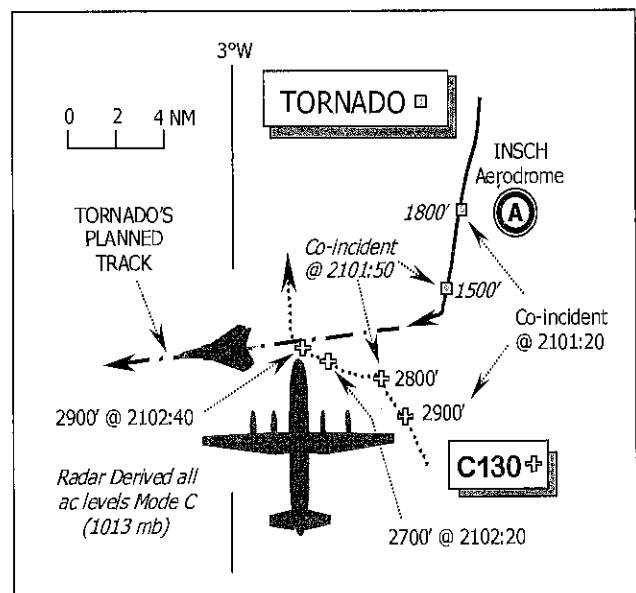 3°W
TORNADO
0 2 4 NM
INSCH
Aerodrome
A
TORNADO'S
PLANNED
TRACK
1800'
Co-incident
@ 2101:50
1500'
Co-incident
@ 2101:20
2800'
2900' @ 2102:40
2900'
C130
Radar Derived all
ac levels Mode C
(1013 mb)
2700' @ 2102:20